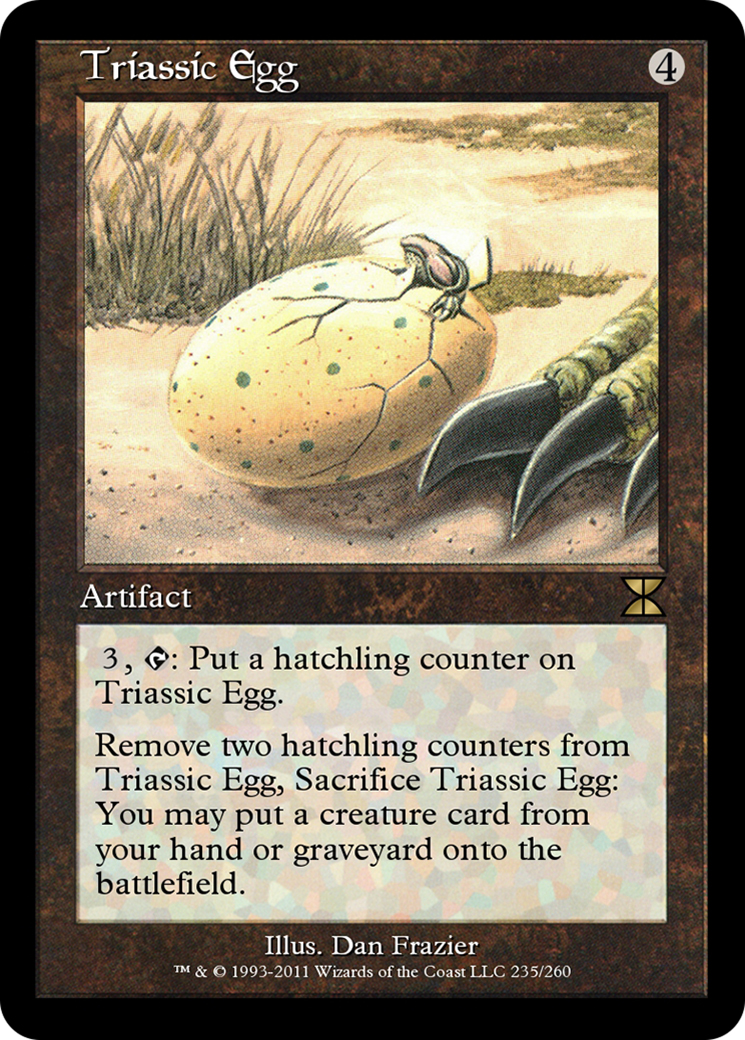 Triassic Egg
4
Artifact
3, : Put a hatchling counter on
Triassic Egg.
Remove two hatchling counters from
Triassic Egg, Sacrifice Triassic Egg:
You may put a creature card from
your hand or graveyard onto the
battlefield.
Illus. Dan Frazier
™ & © 1993-2011 Wizards of the Coast LLC 235/260